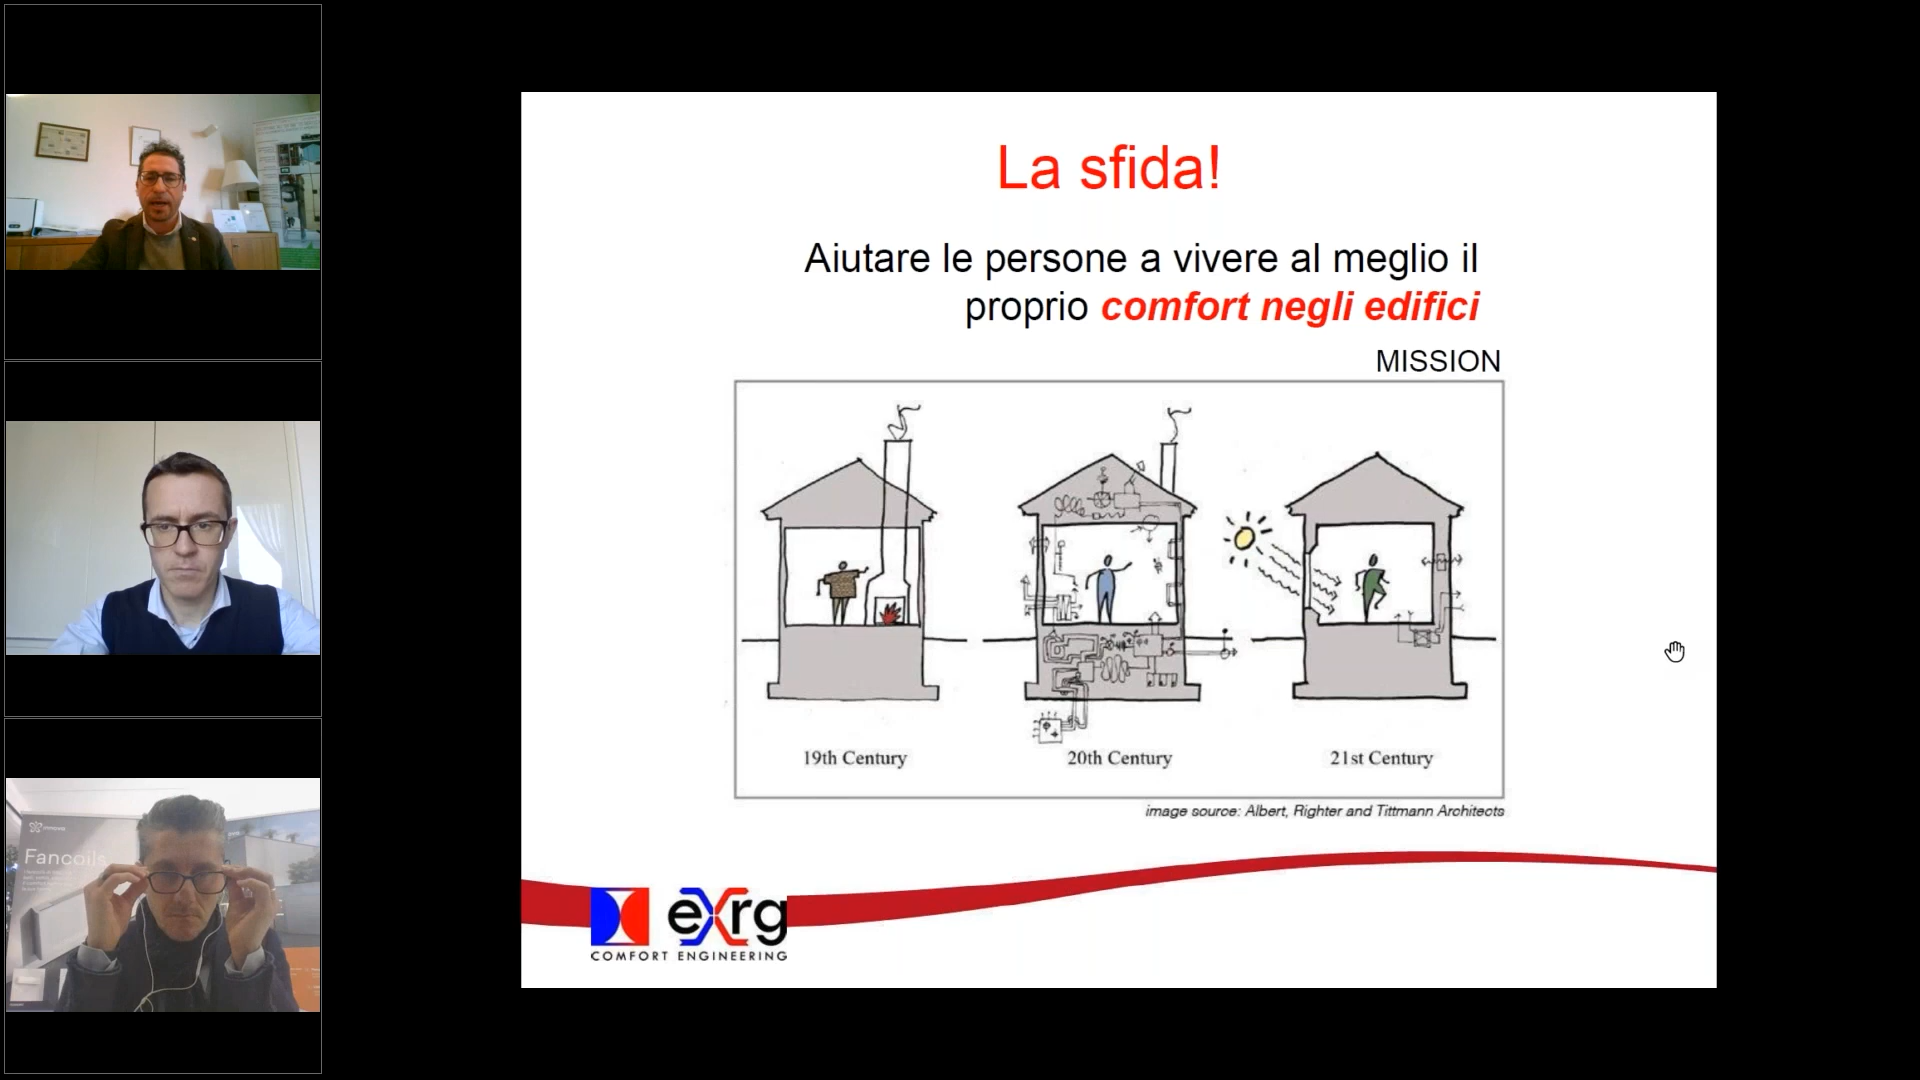 La sfida!
Aiutare le persone a vivere al meglio il
proprio comfort negli edifici
MISSION
19th Century
20th Century
21st Century
image source: Albert, Righter and Tittmann Architects
exrg
COMFORT ENGINEERING
Fancoils